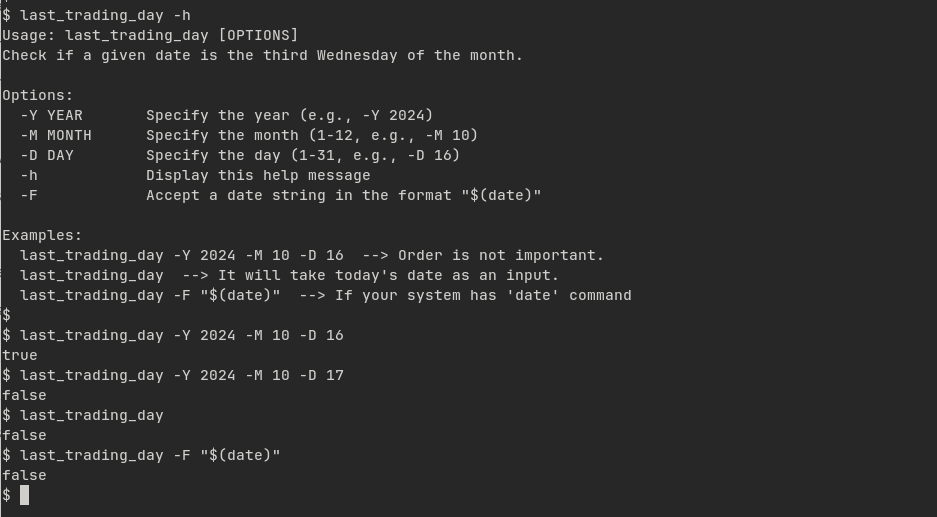 $ last_trading_day -h
Usage: last_trading_day [OPTIONS]
Check if a given date is the third Wednesday of the month.

Options:
  -Y YEAR       Specify the year (e.g., -Y 2024)
  -M MONTH      Specify the month (1-12, e.g., -M 10)
  -D DAY        Specify the day (1-31, e.g., -D 16)
  -h            Display this help message
  -F            Accept a date string in the format "$(date)"

Examples:
  last_trading_day -Y 2024 -M 10 -D 16  --> Order is not important.
  last_trading_day  --> It will take today's date as an input.
  last_trading_day -F "$(date)"  --> If your system has 'date' command
$
$ last_trading_day -Y 2024 -M 10 -D 16
true
$ last_trading_day -Y 2024 -M 10 -D 17
false
$ last_trading_day
false
$ last_trading_day -F "$(date)"
false
$